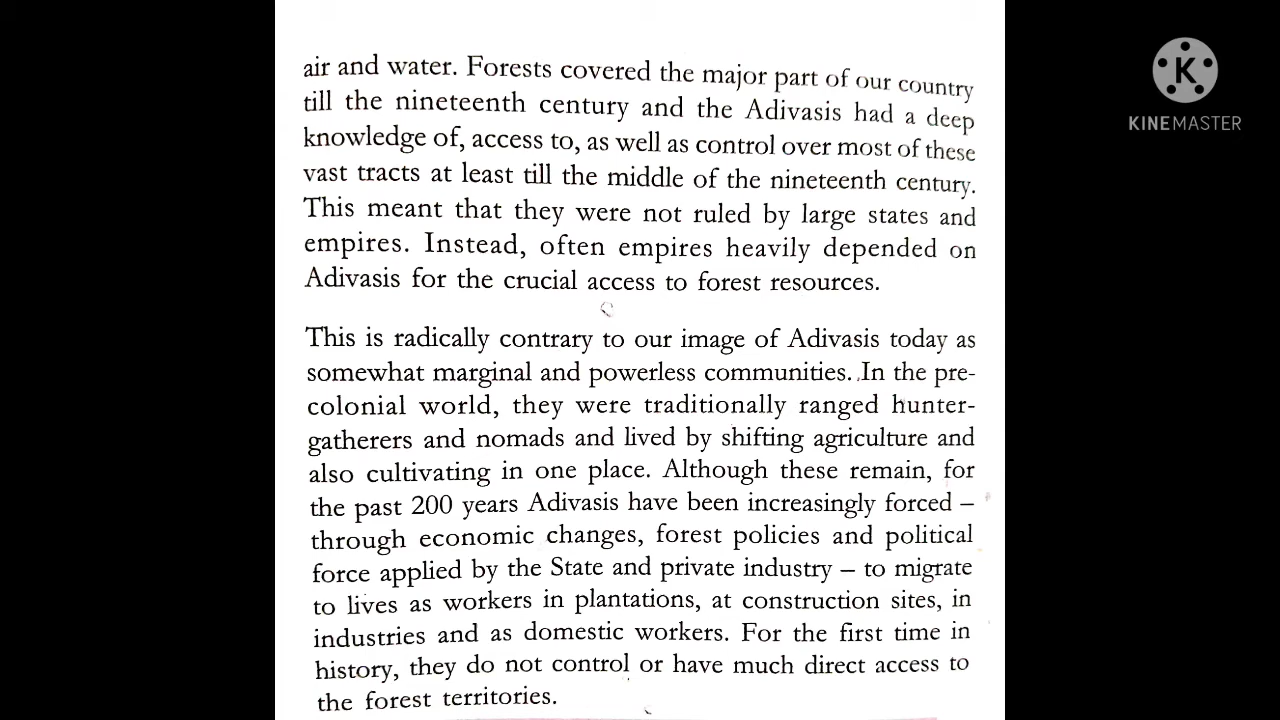 air and water. Forests covered the major part of our country
till the nineteenth century and the Adivasis had a deep
knowledge of, access to, as well as control over most of these
vast tracts at least till the middle of the nineteenth century.
This meant that they were not ruled by large states and
empires. Instead, often empires heavily depended on
Adivasis for the crucial access to forest resources.
This is radically contrary to our image of Adivasis today as
somewhat marginal and powerless communities. In the pre-
colonial world, they were traditionally ranged hunter-
gatherers and nomads and lived by shifting agriculture and
also cultivating in one place. Although these remain, for
the past 200 years Adivasis have been increasingly forced –
through economic changes, forest policies and political
force applied by the State and private industry – to migrate
to lives as workers in plantations, at construction sites, in
industries and as domestic workers. For the first time in
history, they do not control or have much direct access to
the forest territories.
K
KINEMASTER